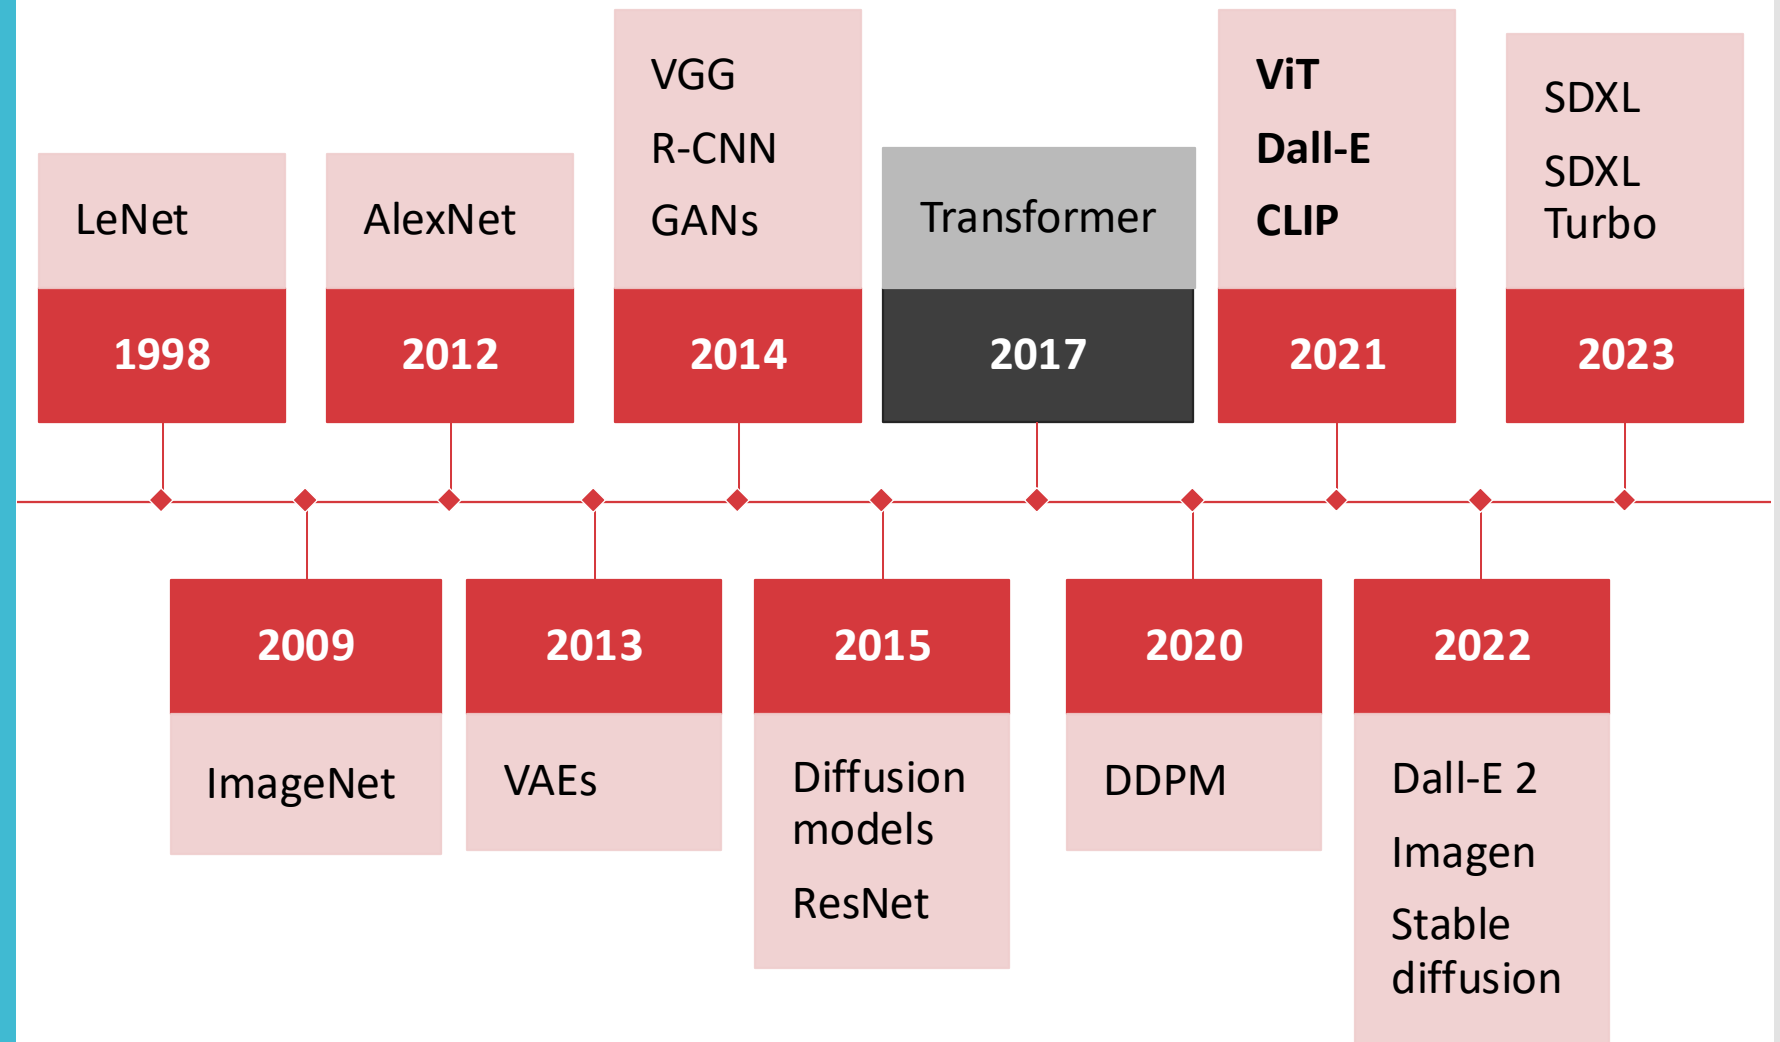 LeNet
1998
2009
ImageNet
AlexNet
2012
2013
VAEs
VGG
R-CNN
GANs
2014
2015
Diffusion
models
ResNet
Transformer
2017
2020
DDPM
ViT
Dall-E
CLIP
2021
2022
Dall-E 2
Imagen
Stable
diffusion
SDXL
SDXL
Turbo
2023